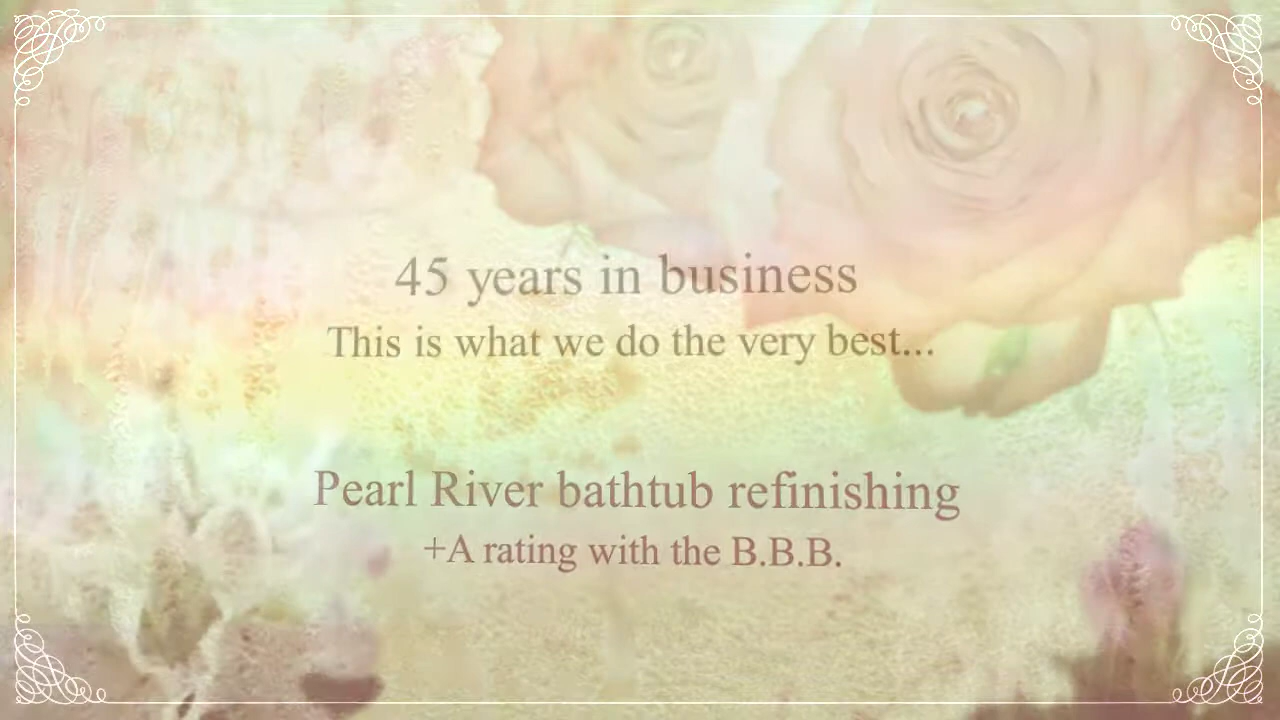 45 years in business
This is what we do the very best...
Pearl River bathtub refinishing
+A rating with the B.B.B.